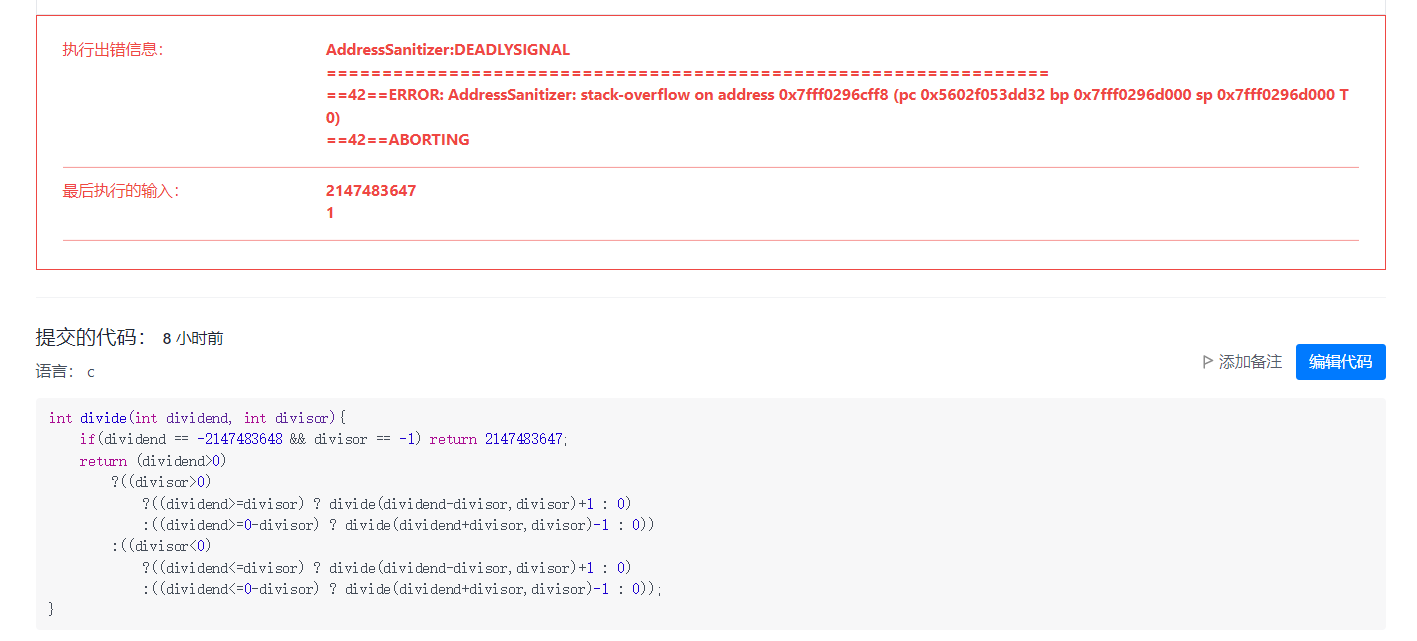 执行出错信息：
AddressSanitizer:DEADLYSIGNAL
=================================================================
==42==ERROR: AddressSanitizer: stack-overflow on address 0x7fff0296cff8 (pc 0x5602f053dd32 bp 0x7fff0296d000 sp 0x7fff0296d000 T
0)
==42==ABORTING
最后执行的输入：
2147483647
1
提交的代码： 8 小时前
语言： c
添加备注
编辑代码
int divide(int dividend, int divisor){
    if(dividend == -2147483648 && divisor == -1) return 2147483647;
    return (dividend>0)
        ?((divisor>0)
            ?((dividend>=divisor) ? divide(dividend-divisor,divisor)+1 : 0)
            :((dividend>=0-divisor) ? divide(dividend+divisor,divisor)-1 : 0))
        :((divisor<0)
            ?((dividend<=divisor) ? divide(dividend-divisor,divisor)+1 : 0)
            :((dividend<=0-divisor) ? divide(dividend+divisor,divisor)-1 : 0));
}